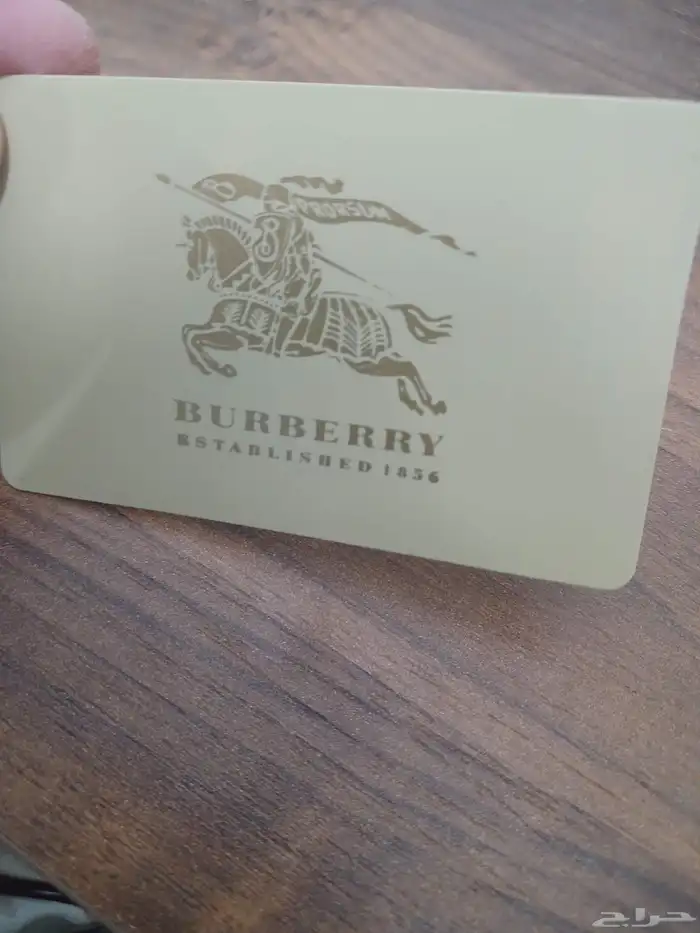 PRORSUM
BURBERRY
ESTABLISHED 1856
حراج